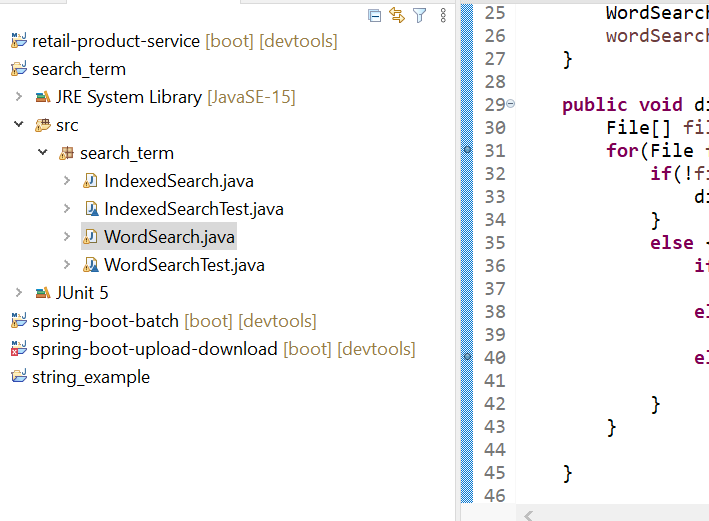 retail-product-service [boot] [devtools]
search_term
JRE System Library [JavaSE-15]
src
search_term
IndexedSearch.java
IndexedSearchTest.java
WordSearch.java
WordSearchTest.java
JUnit 5
spring-boot-batch [boot] [devtools]
spring-boot-upload-download [boot] [devtools]
string_example
25 WordSearch
26 wordSearch
27 }
28
29 public void di
30 File[] fil
31 for(File
32 if(!fi
33 di
34 }
35 else
36 if
37
38 el
39
40 el
41
42 }
43 }
44
45 }
46